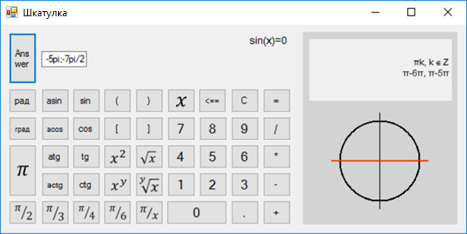 Шкатулка
Ans
wer
-5pi;-7pi/2
sin(x)=0
πk, k ∈ Z
π-6π, π-5π
рад asin sin ( ) x <== C =
град acos cos [ ] 7 8 9 /
π atg tg x² √x 4 5 6 *
actg ctg xʸ ʸ√x 1 2 3 -
π/2 π/3 π/4 π/6 π/x 0 . +